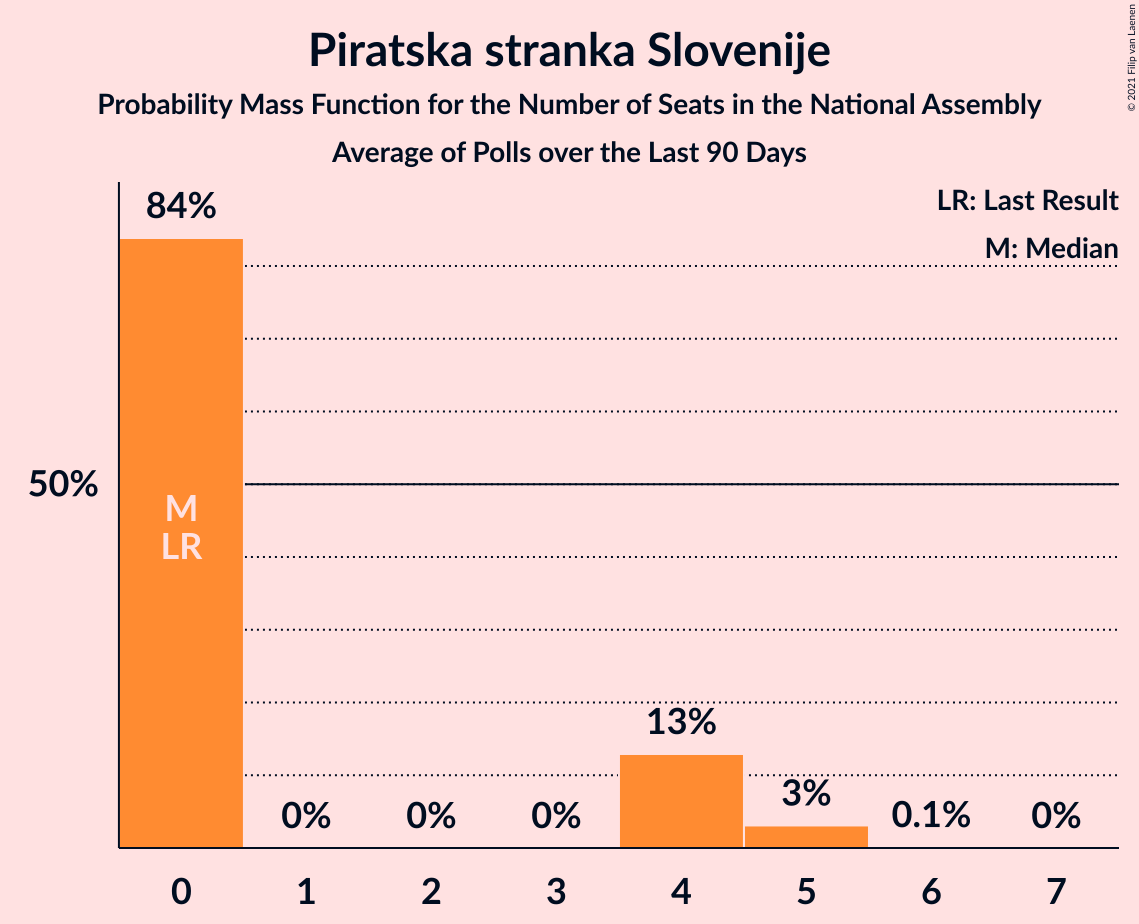 Piratska stranka Slovenije
Probability Mass Function for the Number of Seats in the National Assembly
Average of Polls over the Last 90 Days
© 2021 Filip van Laenen
LR: Last Result
M: Median
84%
50%
M
LR
13%
3%
0% 0% 0% 0.1% 0%
0 1 2 3 4 5 6 7